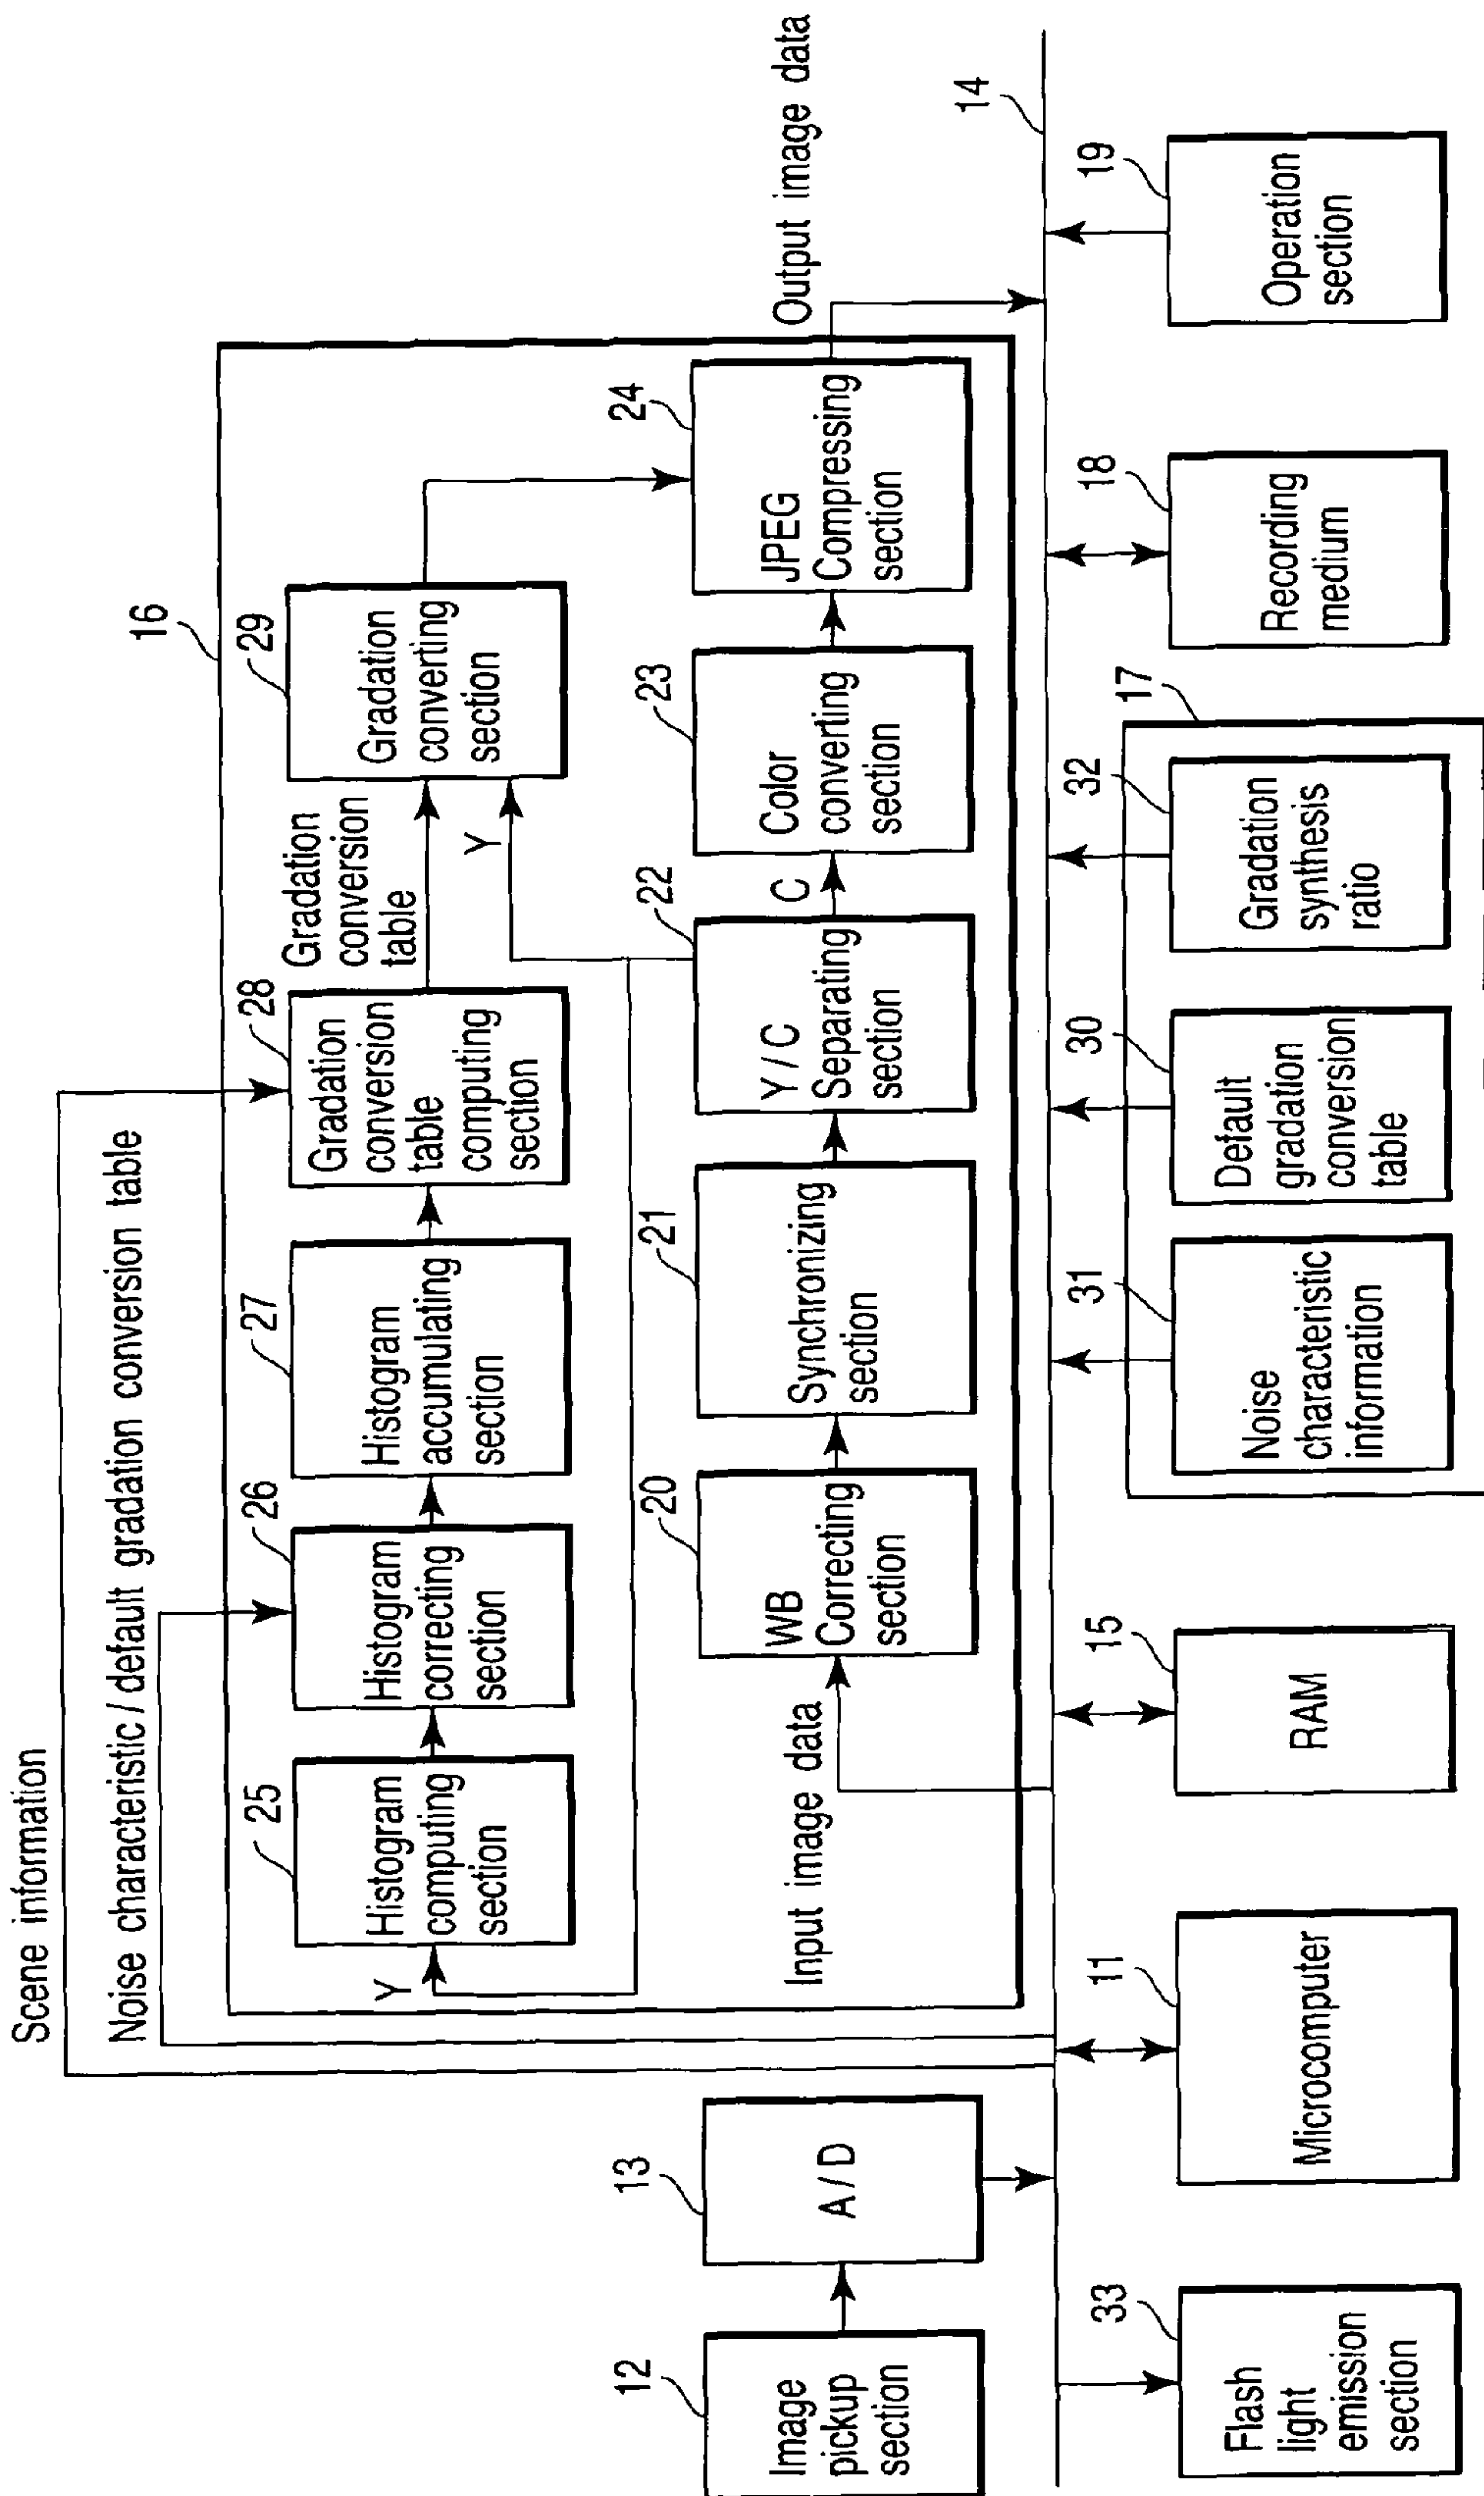 Scene information
Noise characteristic / default gradation conversion table
16
25
Histogram
computing
section
26
Histogram
correcting
section
27
Histogram
accumulating
section
28
Gradation
conversion
table
computing
section
Gradation
conversion
table
29
Gradation
converting
section
Y
Y
12
Image
pickup
section
13
A / D
Input image data
20
WB
Correcting
section
21
Synchronizing
section
22
Y / C
Separating
section
C
23
Color
converting
section
24
JPEG
Compressing
section
Output image data
14
33
Flash
light
emission
section
11
Microcomputer
15
RAM
31
Noise
characteristic
information
30
Default
gradation
conversion
table
32
Gradation
synthesis
ratio
17
18
Recording
medium
19
Operation
section